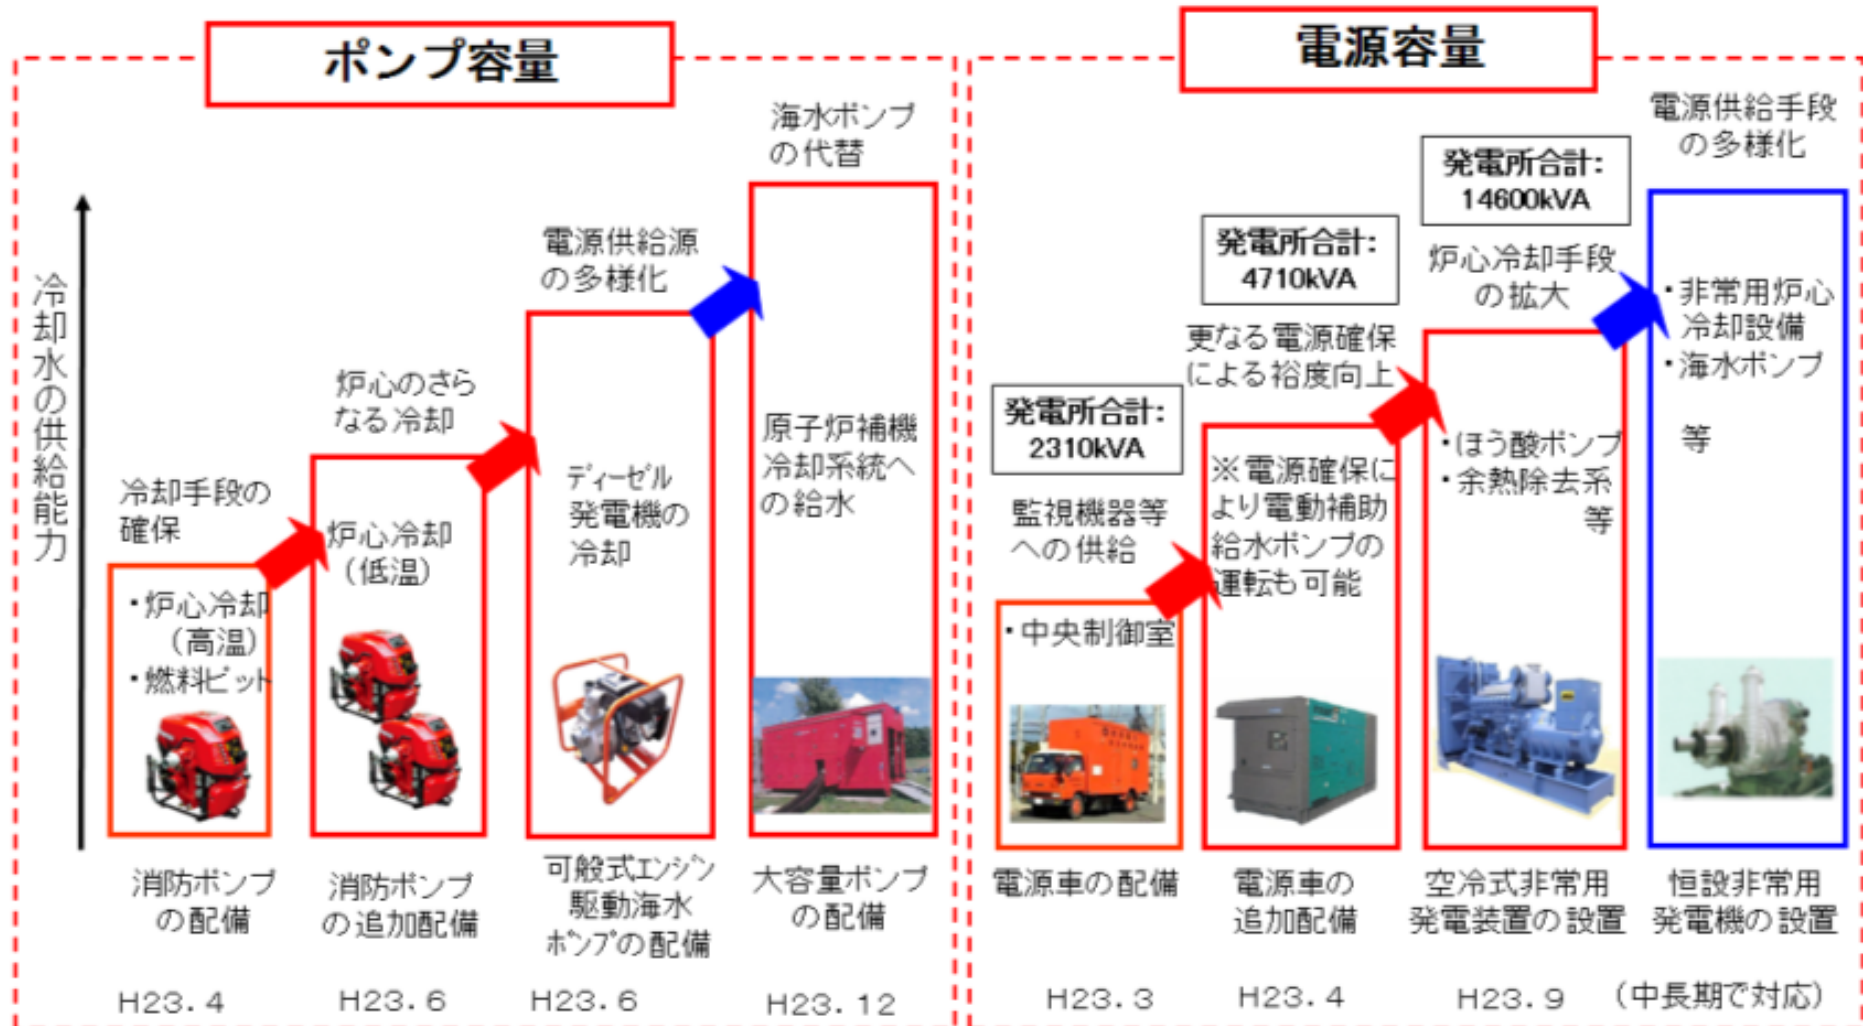 ポンプ容量
冷却水の供給能力
冷却手段の
確保
・炉心冷却
(高温)
・燃料ピット
消防ポンプ
の配備
H23.4
炉心のさら
なる冷却
炉心冷却
(低温)
消防ポンプ
の追加配備
H23.6
電源供給源
の多様化
ディーゼル
発電機の
冷却
可般式エンジン
駆動海水
ポンプの配備
H23.6
海水ポンプ
の代替
原子炉補機
冷却系統へ
の給水
大容量ポンプ
の配備
H23.12
電源容量
発電所合計:
2310kVA
監視機器等
への供給
・中央制御室
電源車の配備
H23.3
発電所合計:
4710kVA
更なる電源確保
による裕度向上
※電源確保に
より電動補助
給水ポンプの
運転も可能
電源車の
追加配備
H23.4
発電所合計:
14600kVA
炉心冷却手段
の拡大
・ほう酸ポンプ
・余熱除去系
等
空冷式非常用
発電装置の設置
H23.9
電源供給手段
の多様化
・非常用炉心
冷却設備
・海水ポンプ
等
恒設非常用
発電機の設置
(中長期で対応)